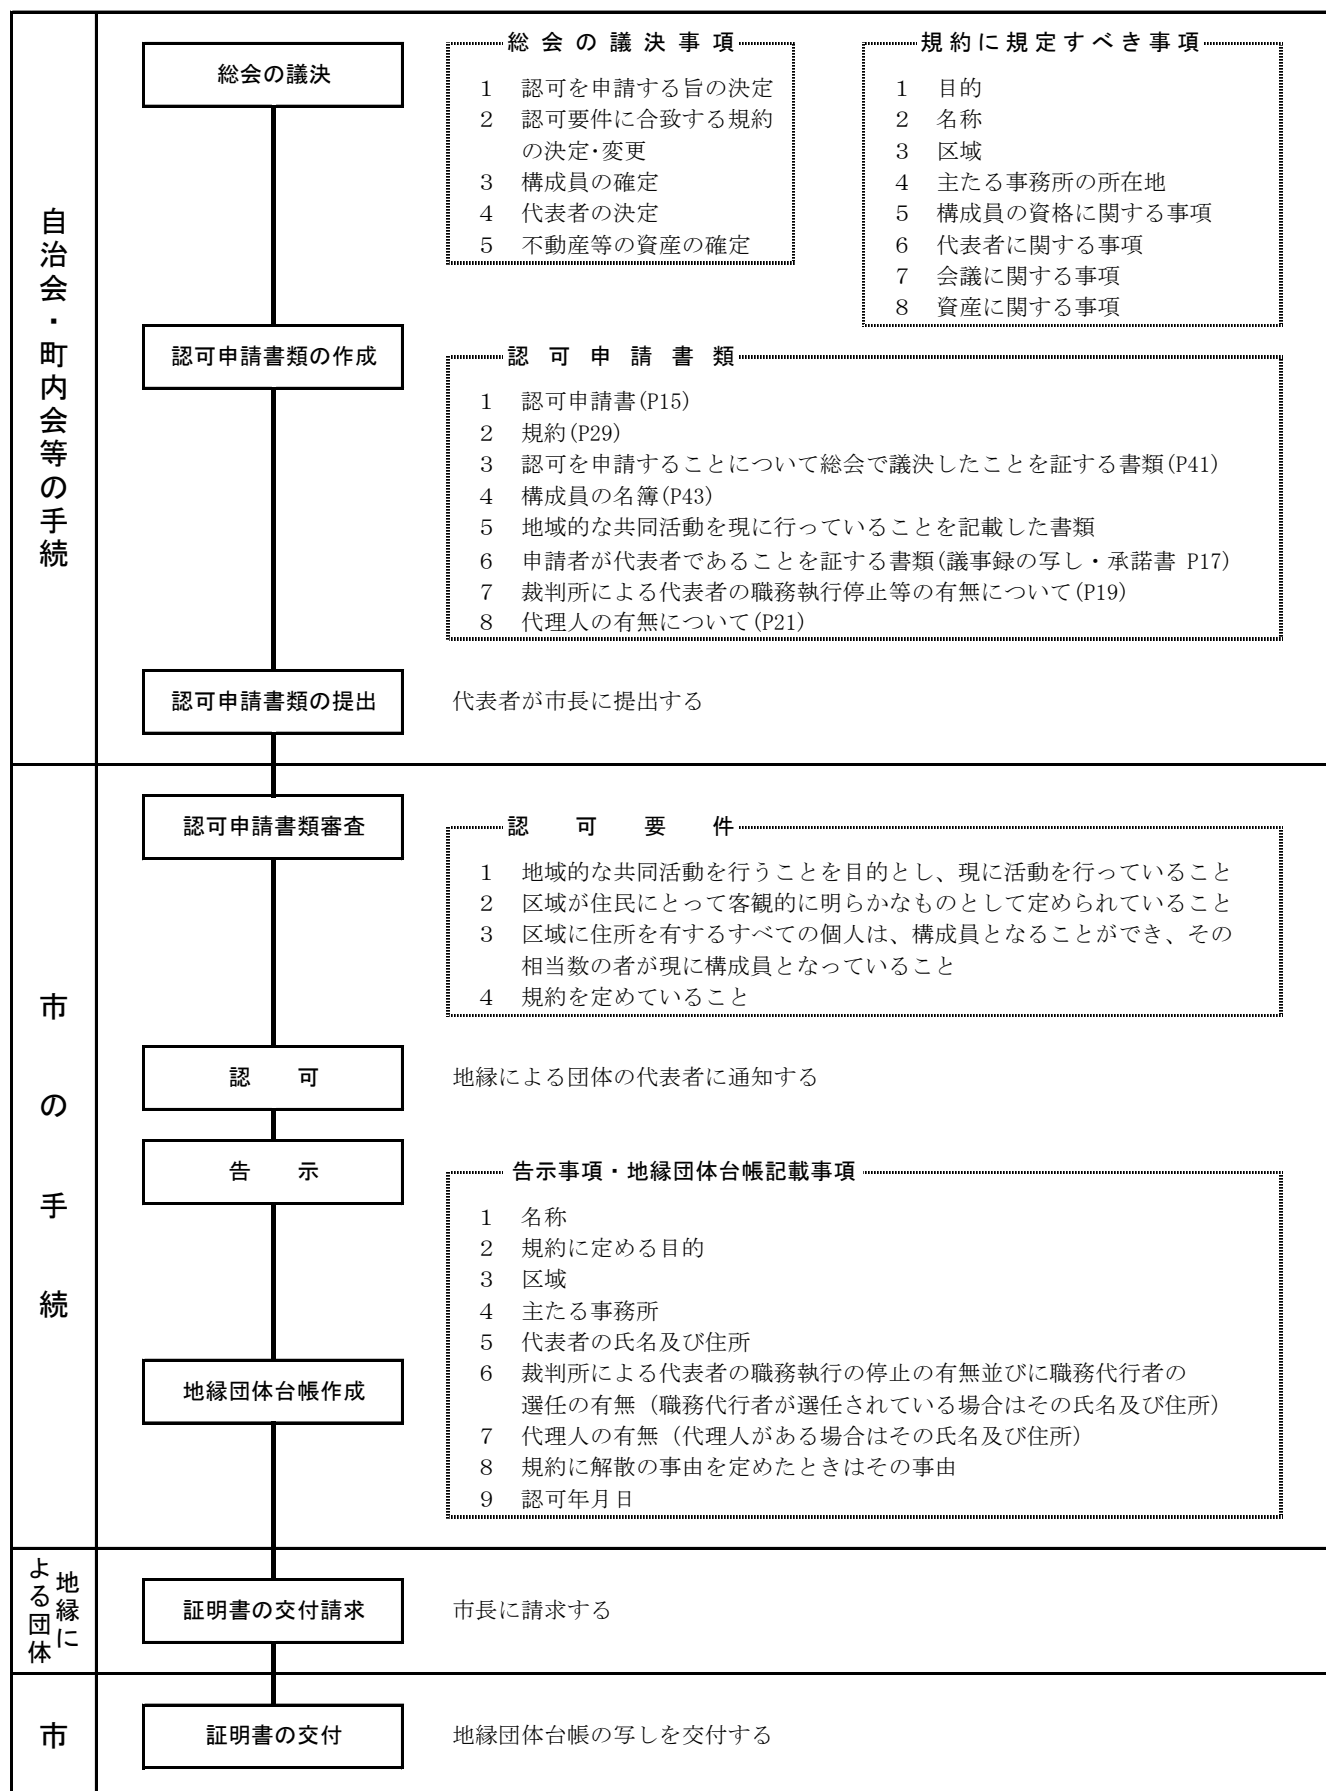 自治会・町内会等の手続
総会の議決
総会の議決事項
1 認可を申請する旨の決定
2 認可要件に合致する規約
の決定・変更
3 構成員の確定
4 代表者の決定
5 不動産等の資産の確定
規約に規定すべき事項
1 目的
2 名称
3 区域
4 主たる事務所の所在地
5 構成員の資格に関する事項
6 代表者に関する事項
7 会議に関する事項
8 資産に関する事項
認可申請書類の作成
認可申請書類
1 認可申請書(P15)
2 規約(P29)
3 認可を申請することについて総会で議決したことを証する書類(P41)
4 構成員の名簿(P43)
5 地域的な共同活動を現に行っていることを記載した書類
6 申請者が代表者であることを証する書類(議事録の写し・承諾書 P17)
7 裁判所による代表者の職務執行停止等の有無について(P19)
8 代理人の有無について(P21)
認可申請書類の提出
代表者が市長に提出する
市の手続
認可申請書類審査
認可要件
1 地域的な共同活動を行うことを目的とし、現に活動を行っていること
2 区域が住民にとって客観的に明らかなものとして定められていること
3 区域に住所を有するすべての個人は、構成員となることができ、その
相当数の者が現に構成員となっていること
4 規約を定めていること
認 可
地縁による団体の代表者に通知する
告 示
告示事項・地縁団体台帳記載事項
1 名称
2 規約に定める目的
3 区域
4 主たる事務所
5 代表者の氏名及び住所
6 裁判所による代表者の職務執行の停止の有無並びに職務代行者の
選任の有無（職務代行者が選任されている場合はその氏名及び住所）
7 代理人の有無（代理人がある場合はその氏名及び住所）
8 規約に解散の事由を定めたときはその事由
9 認可年月日
地縁団体台帳作成
地縁に
よる団体
証明書の交付請求
市長に請求する
市
証明書の交付
地縁団体台帳の写しを交付する